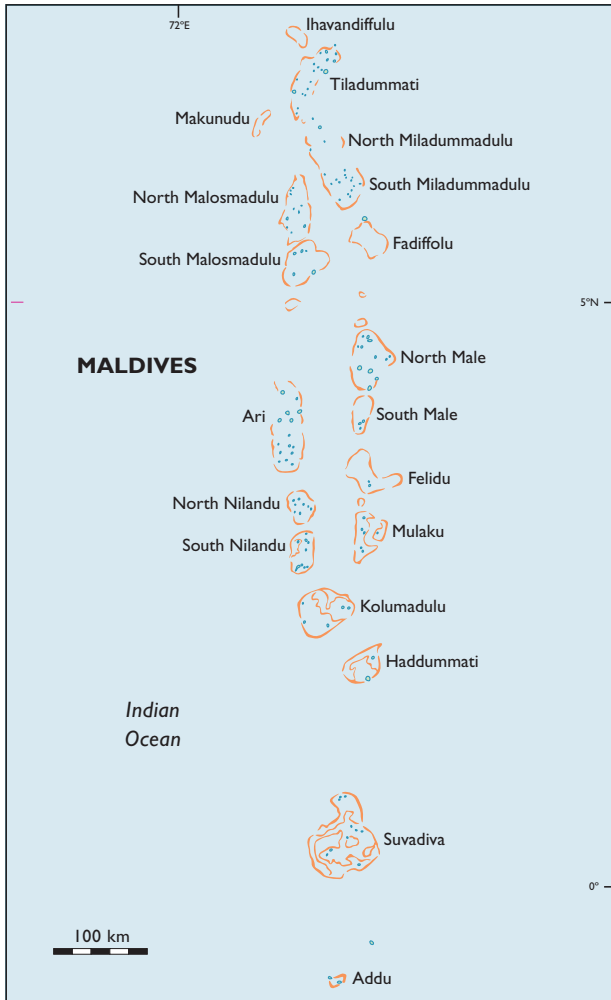 72°E
Ihavandiffulu
Tiladummati
Makunudu
North Miladummadulu
South Miladummadulu
North Malosmadulu
Fadiffolu
South Malosmadulu
5°N
MALDIVES
North Male
Ari
South Male
Felidu
North Nilandu
Mulaku
South Nilandu
Kolumadulu
Haddummati
Indian
Ocean
Suvadiva
0°
100 km
Addu